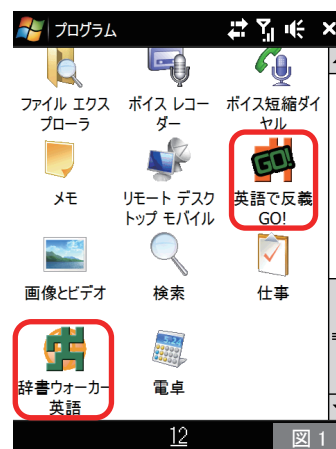 プログラム
ファイル エクス
プローラ
ボイス レコー
ダー
ボイス短縮ダイ
ヤル
メモ
リモート デスク
トップ モバイル
GO!
英語で反義
GO!
画像とビデオ
検索
仕事
辞書ウォーカー
英語
電卓
12
図 1